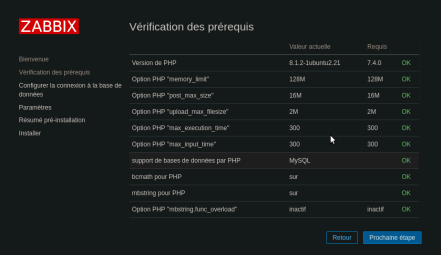 ZABBIX
Vérification des prérequis
Bienvenue
Vérification des prérequis
Configurer la connexion à la base de
données
Paramètres
Résumé pré-installation
Installer
Valeur actuelle Requis
Version de PHP 8.1.2-1ubuntu2.21 7.4.0 OK
Option PHP "memory_limit" 128M 128M OK
Option PHP "post_max_size" 16M 16M OK
Option PHP "upload_max_filesize" 2M 2M OK
Option PHP "max_execution_time" 300 300 OK
Option PHP "max_input_time" 300 300 OK
support de bases de données par PHP MySQL OK
bcmath pour PHP sur OK
mbstring pour PHP sur OK
Option PHP "mbstring.func_overload" inactif inactif OK
Retour Prochaine étape